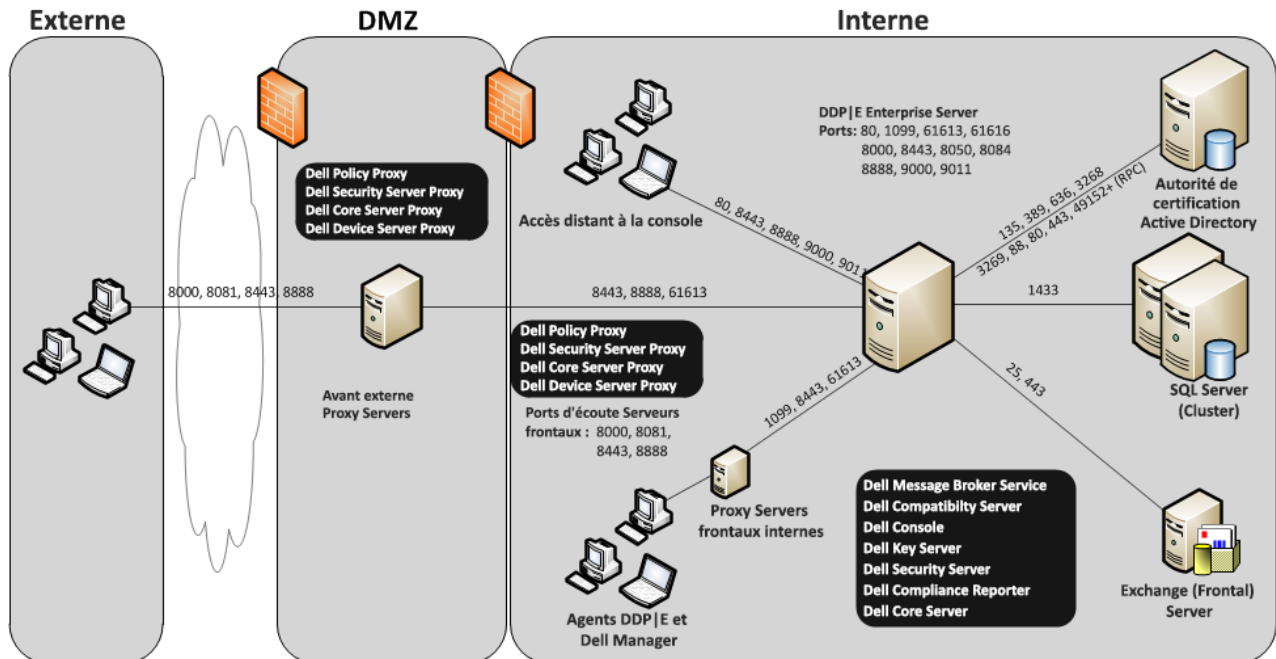 Externe
DMZ
Interne
Dell Policy Proxy
Dell Security Server Proxy
Dell Core Server Proxy
Dell Device Server Proxy
8000, 8081, 8443, 8888
Avant externe
Proxy Servers
Accès distant à la console
80, 8443, 8888, 9000, 9011
DDP|E Enterprise Server
Ports: 80, 1099, 61613, 61616
8000, 8443, 8050, 8084
8888, 9000, 9011
135, 389, 636, 3268
3269, 88, 80, 443, 49152+ (RPC)
Autorité de
certification
Active Directory
8443, 8888, 61613
1433
Dell Policy Proxy
Dell Security Server Proxy
Dell Core Server Proxy
Dell Device Server Proxy
Ports d'écoute Serveurs
frontaux : 8000, 8081,
8443, 8888
1099, 8443, 61613
25, 443
SQL Server
(Cluster)
Proxy Servers
frontaux internes
Dell Message Broker Service
Dell Compatibilty Server
Dell Console
Dell Key Server
Dell Security Server
Dell Compliance Reporter
Dell Core Server
Agents DDP|E et
Dell Manager
Exchange (Frontal)
Server